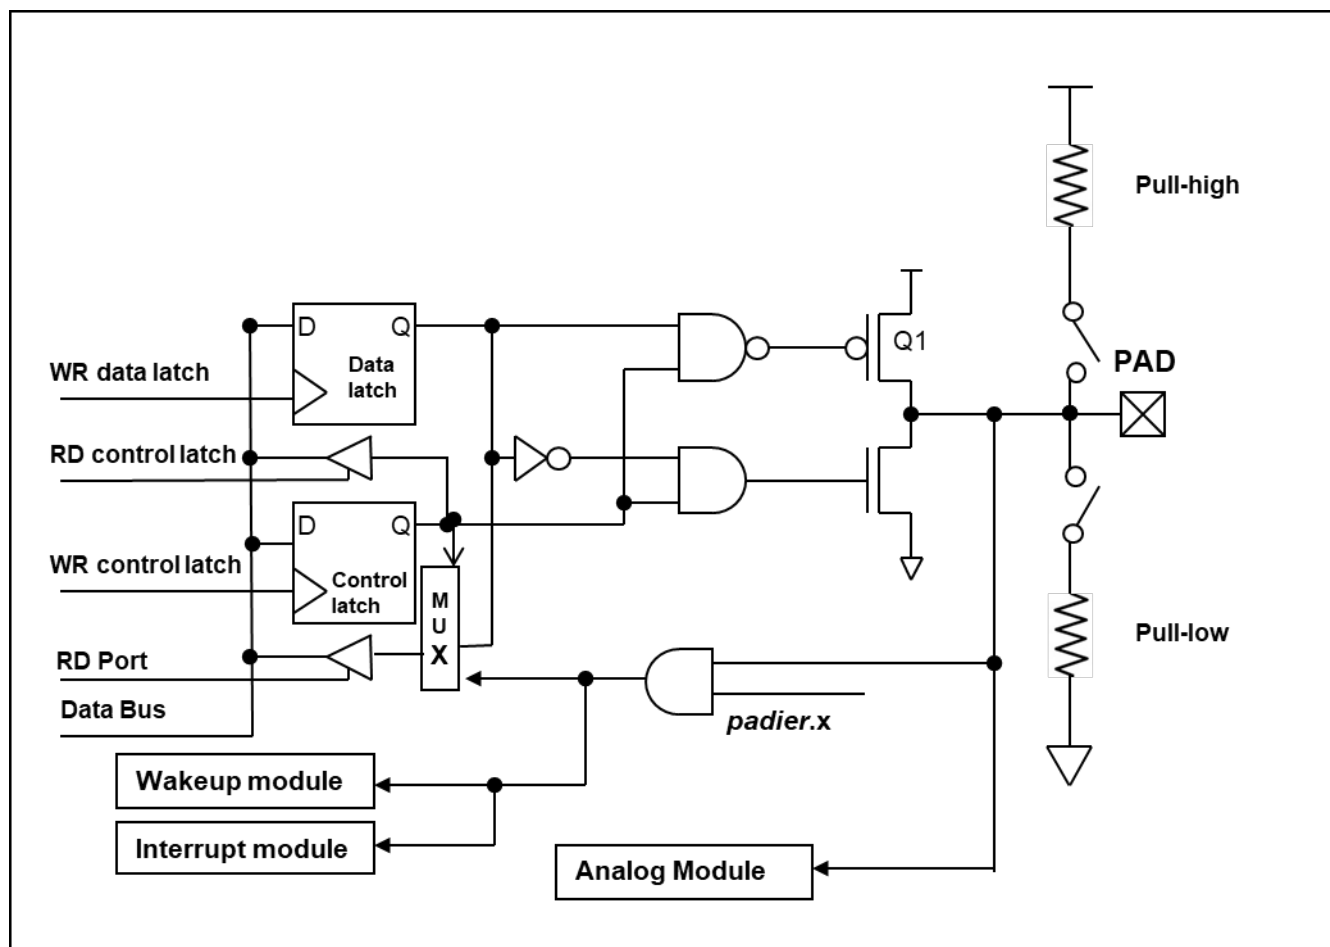 Pull-high
D
Q
Q1
Data
latch
WR data latch
PAD
RD control latch
D
Q
WR control latch
Control
latch
M
U
X
Pull-low
RD Port
Data Bus
padier.x
Wakeup module
Interrupt module
Analog Module